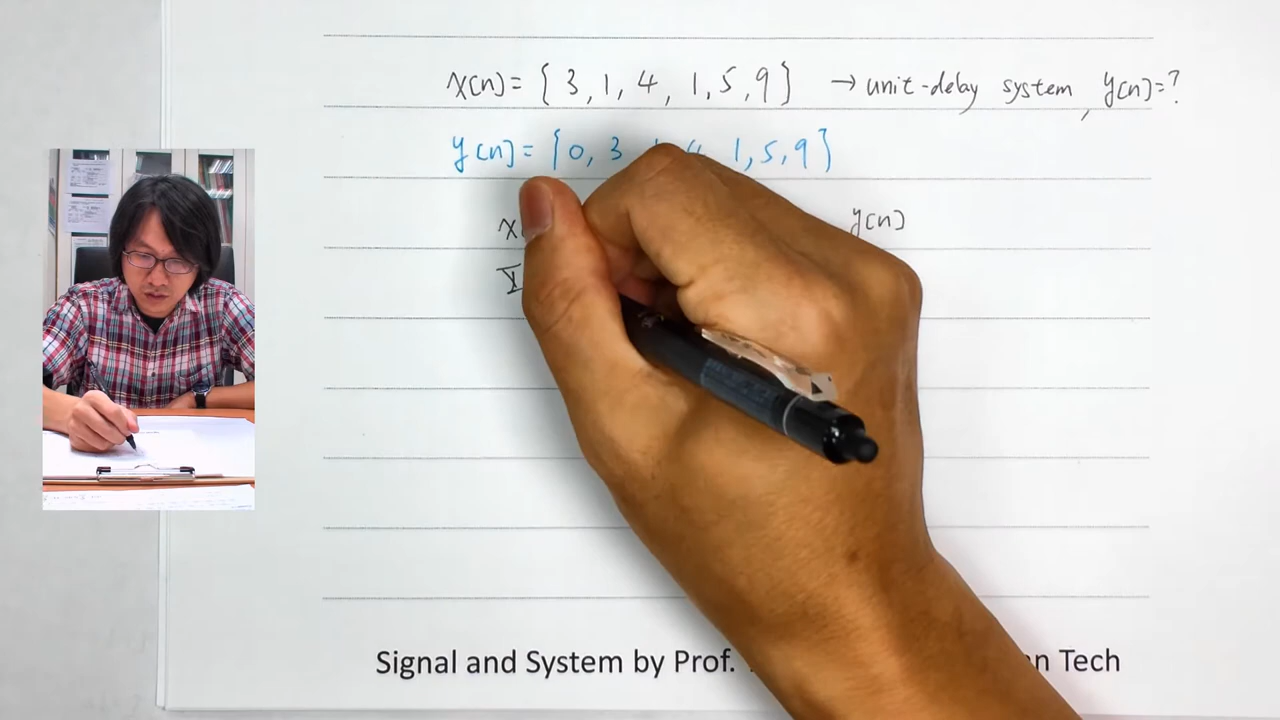 x[n] = { 3, 1, 4, 1, 5, 9 } → unit-delay system, y[n]=?
y[n] = { 0, 3 4, 1, 5, 9 }
x y[n]
Signal and System by Prof. Tech